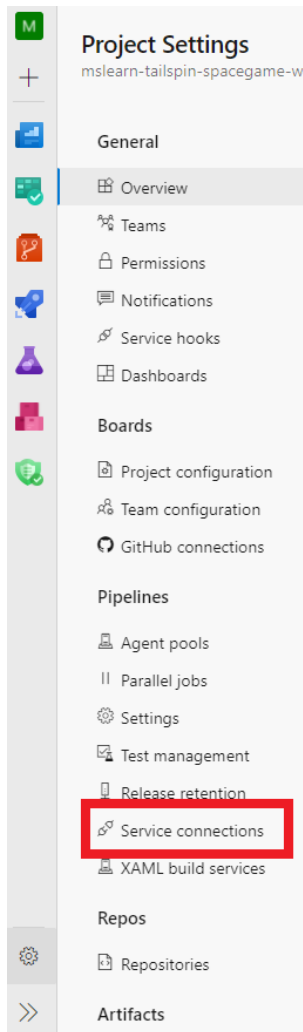 M
Project Settings
mslearn-tailspin-spacegame-w
General
Overview
Teams
Permissions
Notifications
Service hooks
Dashboards
Boards
Project configuration
Team configuration
GitHub connections
Pipelines
Agent pools
Parallel jobs
Settings
Test management
Release retention
Service connections
XAML build services
Repos
Repositories
Artifacts